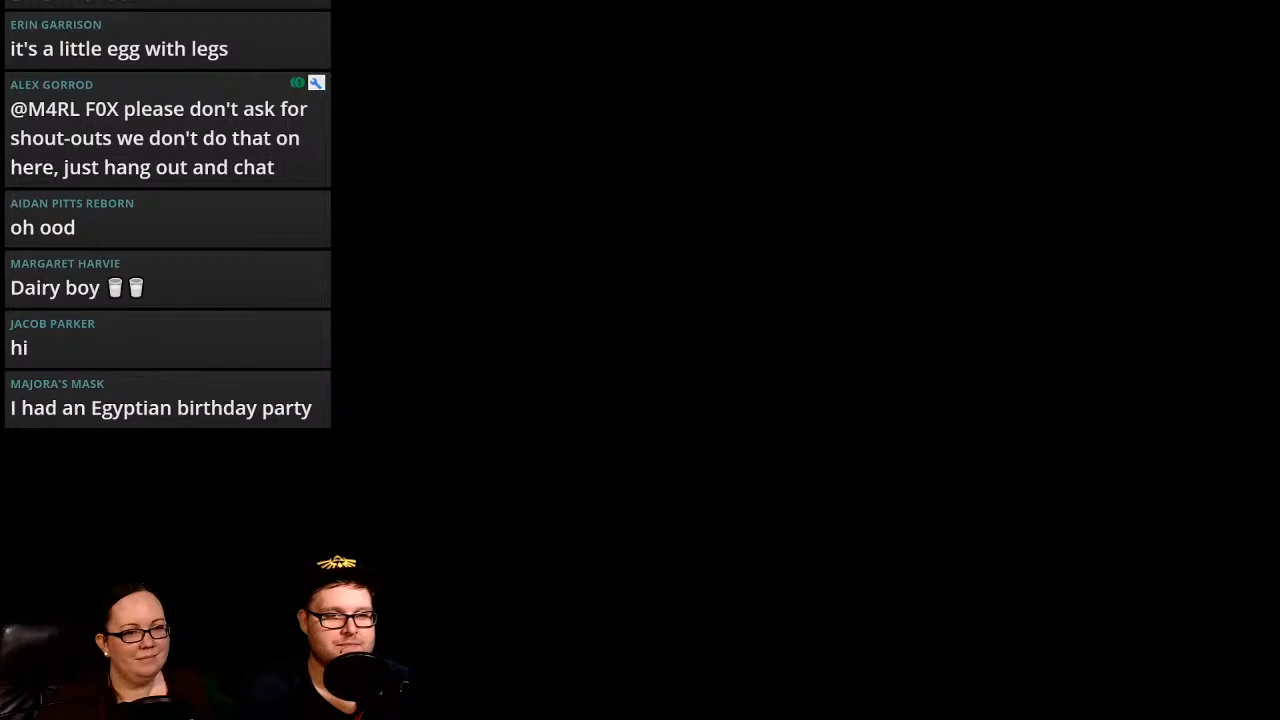 ERIN GARRISON
it's a little egg with legs
ALEX GORROD
@M4RL F0X please don't ask for
shout-outs we don't do that on
here, just hang out and chat
AIDAN PITTS REBORN
oh ood
MARGARET HARVIE
Dairy boy
JACOB PARKER
hi
MAJORA'S MASK
I had an Egyptian birthday party